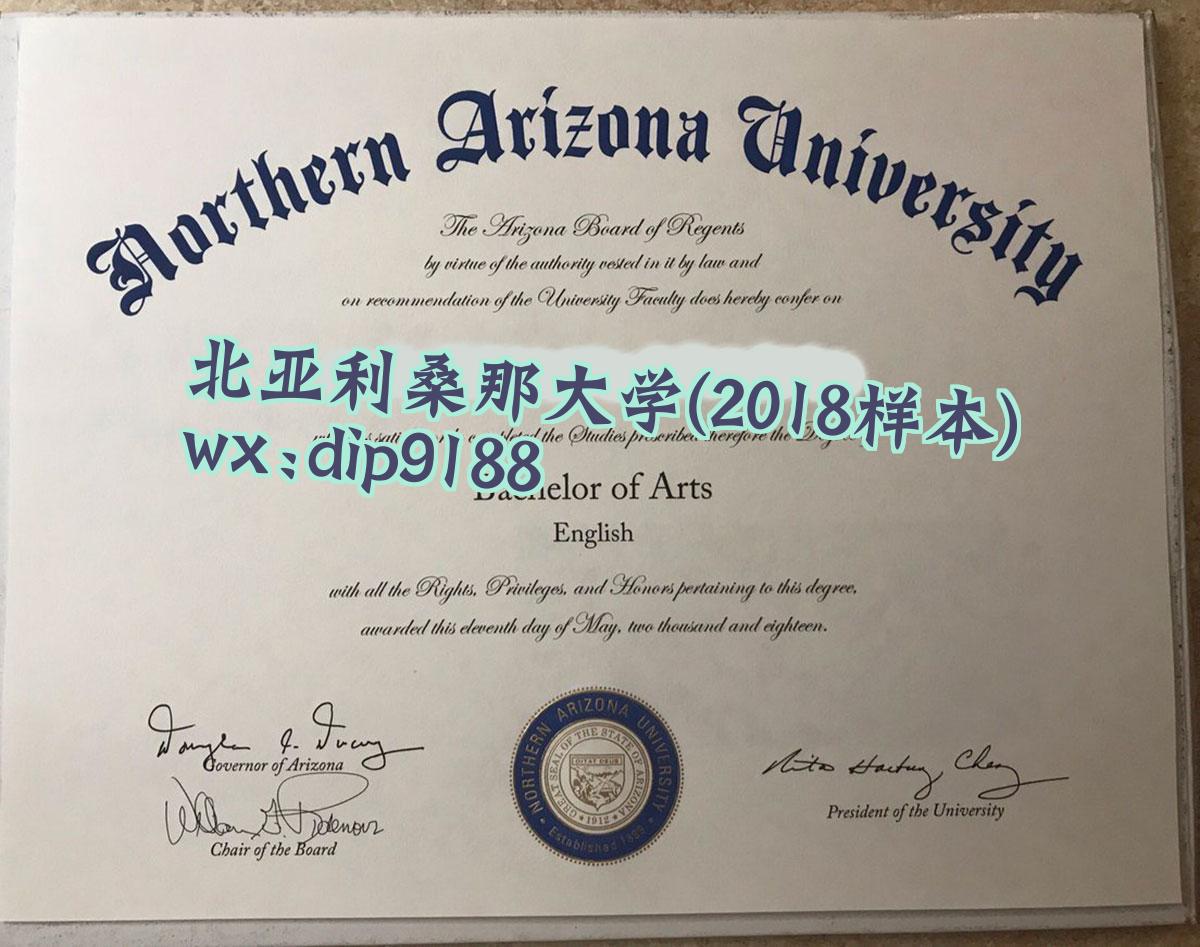 Northern Arizona University
The Arizona Board of Regents
by virtue of the authority vested in it by law and
on recommendation of the University Faculty does hereby confer on
北亚利桑那大学(2018样本)
the Studies prescribed therefore the
wx:dip9188
Bachelor of Arts
English
with all the Rights, Privileges, and Honors pertaining to this degree,
awarded this eleventh day of May, two thousand and eighteen.
Governor of Arizona
Chair of the Board
President of the University
NORTHERN ARIZONA UNIVERSITY
GREAT SEAL OF THE STATE OF ARIZONA
DITAT DEUS
1912
Established 1899